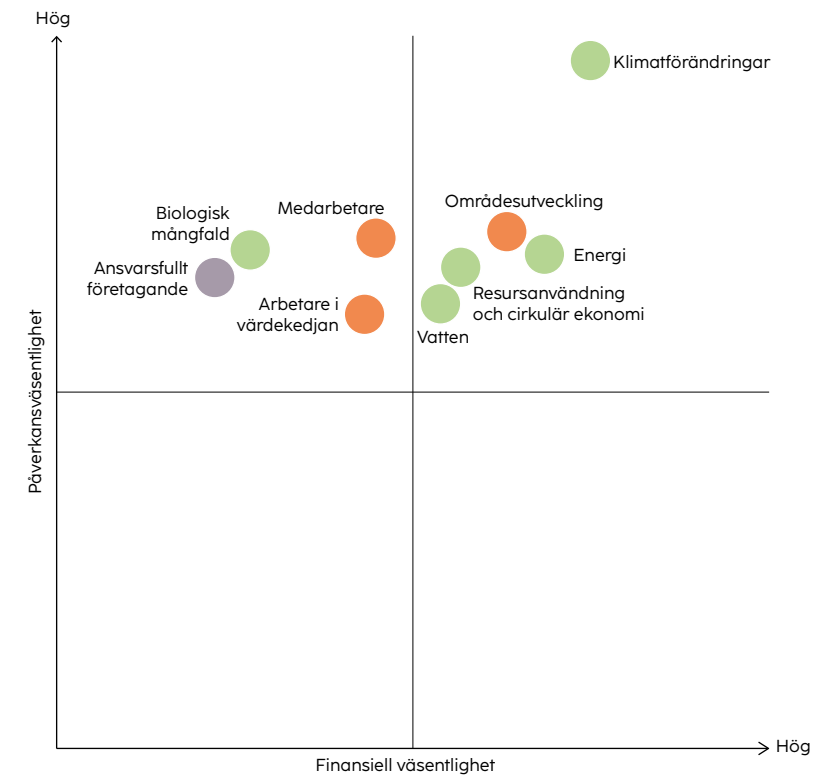 Hög
Klimatförändringar
Områdesutveckling
Medarbetare
Biologisk
mångfald
Energi
Ansvarsfullt
företagande
Resursanvändning
och cirkulär ekonomi
Arbetare i
värdekedjan
Vatten
Påverkansväsentlighet
Hög
Finansiell väsentlighet